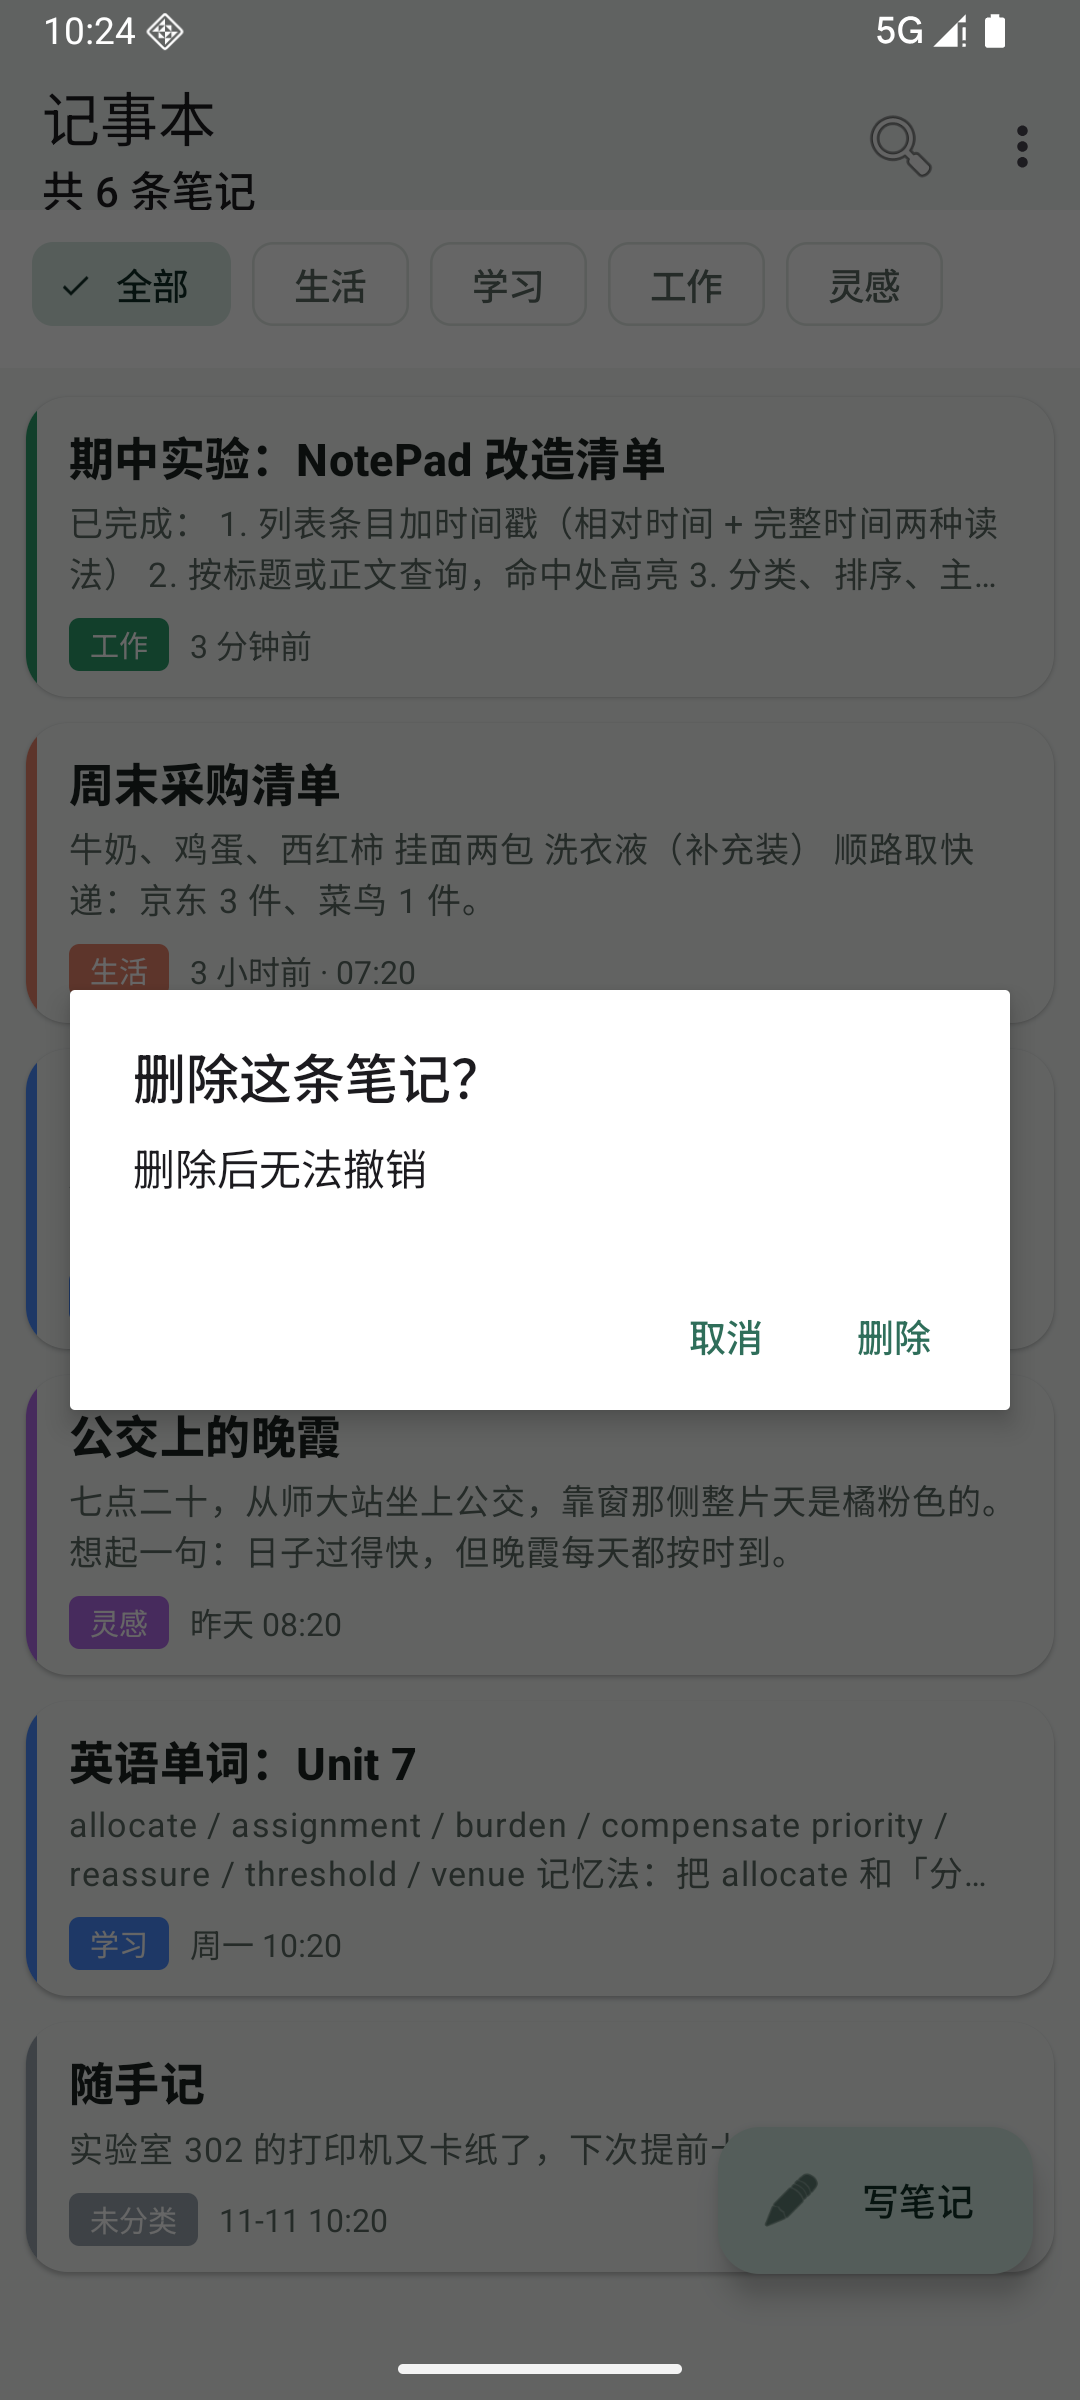 10:24
5G
记事本
共 6 条笔记
全部
生活
学习
工作
灵感
期中实验：NotePad 改造清单
已完成： 1. 列表条目加时间戳（相对时间 + 完整时间两种读
法） 2. 按标题或正文查询，命中处高亮 3. 分类、排序、主…
工作
3 分钟前
周末采购清单
牛奶、鸡蛋、西红柿 挂面两包 洗衣液（补充装） 顺路取快
递：京东 3 件、菜鸟 1 件。
生活
3 小时前 · 07:20
删除这条笔记？
删除后无法撤销
取消
删除
公交上的晚霞
七点二十，从师大站坐上公交，靠窗那侧整片天是橘粉色的。
想起一句：日子过得快，但晚霞每天都按时到。
灵感
昨天 08:20
英语单词：Unit 7
allocate / assignment / burden / compensate priority /
reassure / threshold / venue 记忆法：把 allocate 和「分…
学习
周一 10:20
随手记
实验室 302 的打印机又卡纸了，下次提前
写笔记
未分类
11-11 10:20